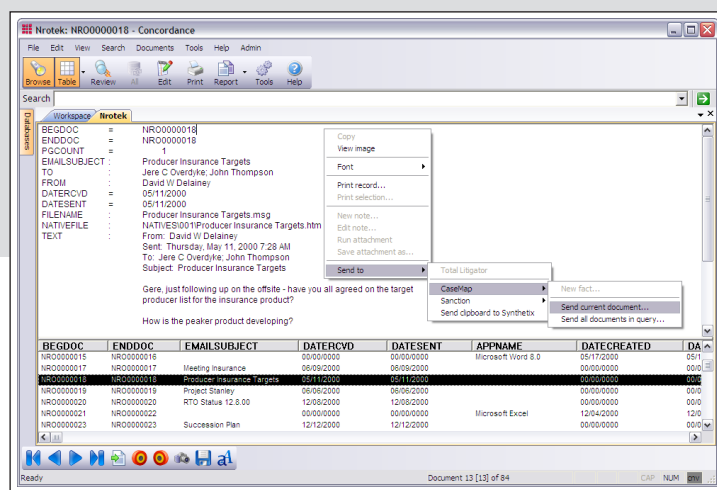 Nrotek: NRO0000018 - Concordance
File Edit View Search Documents Tools Help Admin
Browse Table Review All Edit Print Report Tools Help
Search
Databases
Workspace Nrotek
BEGDOC = NRO0000018
ENDDOC = NRO0000018
PGCOUNT = 1
EMAILSUBJECT : Producer Insurance Targets
TO : Jere C Overdyke; John Thompson
FROM : David W Delainey
DATERCVD = 05/11/2000
DATESENT = 05/11/2000
FILENAME : Producer Insurance Targets.msg
NATIVEFILE : NATIVES\001\Producer Insurance Targets.htm
TEXT : From: David W Delainey
Sent: Thursday, May 11, 2000 7:28 AM
To: Jere C Overdyke; John Thompson
Subject: Producer Insurance Targets
Gere, just following up on the offsite - have you all agreed on the target
producer list for the insurance product?
How is the peaker product developing?
Copy
View image
Font
Print record...
Print selection...
New note...
Edit note...
Run attachment
Save attachment as...
Send to
Total Litigator
CaseMap
Sanction
Send clipboard to Synthetix
New fact...
Send current document...
Send all documents in query...
BEGDOC ENDDOC EMAILSUBJECT DATERCVD DATESENT APPNAME DATECREATED DA
NRO0000015 NRO0000016 00/00/0000 00/00/0000 Microsoft Word 8.0 05/17/2000 05/1
NRO0000017 NRO0000017 Meeting Insurance 06/09/2000 06/09/2000 00/00/0000 00/0
NRO0000018 NRO0000018 Producer Insurance Targets 05/11/2000 05/11/2000 00/00/0000 00/0
NRO0000019 NRO0000019 Project Stanley 06/06/2000 06/06/2000 00/00/0000 00/0
NRO0000020 NRO0000020 RTO Status 12.8.00 12/08/2000 12/08/2000 00/00/0000 00/0
NRO0000021 NRO0000022 00/00/0000 00/00/0000 Microsoft Excel 12/04/2000 12/0
NRO0000023 NRO0000023 Succession Plan 12/12/2000 12/12/2000 00/00/0000 00/0
Ready Document 13 [13] of 84 CAP NUM